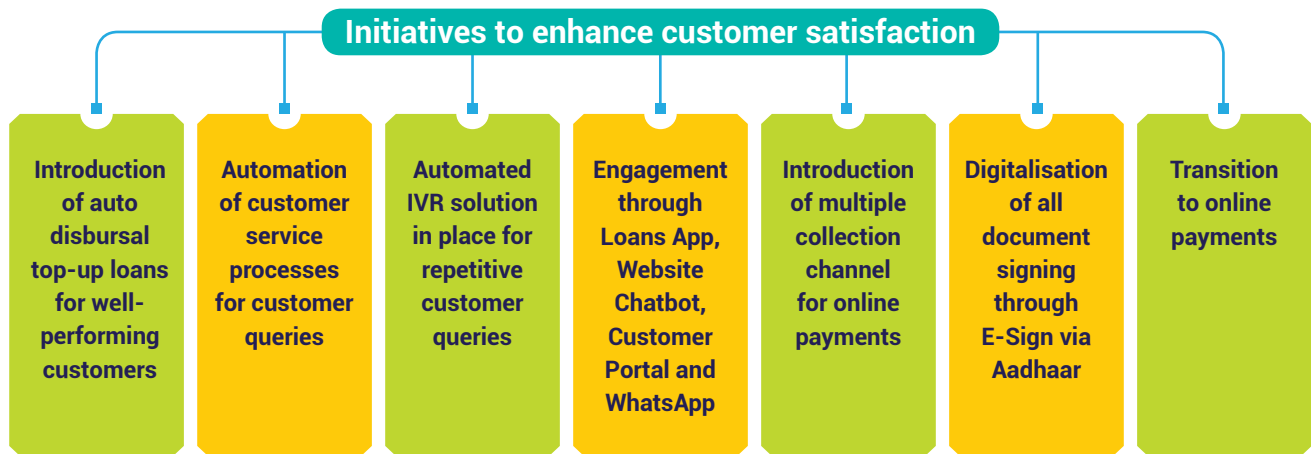 Initiatives to enhance customer satisfaction
Introduction
of auto
disbursal
top-up loans
for well-
performing
customers
Automation
of customer
service
processes
for customer
queries
Automated
IVR solution
in place for
repetitive
customer
queries
Engagement
through
Loans App,
Website
Chatbot,
Customer
Portal and
WhatsApp
Introduction
of multiple
collection
channel
for online
payments
Digitalisation
of all
document
signing
through
E-Sign via
Aadhaar
Transition
to online
payments